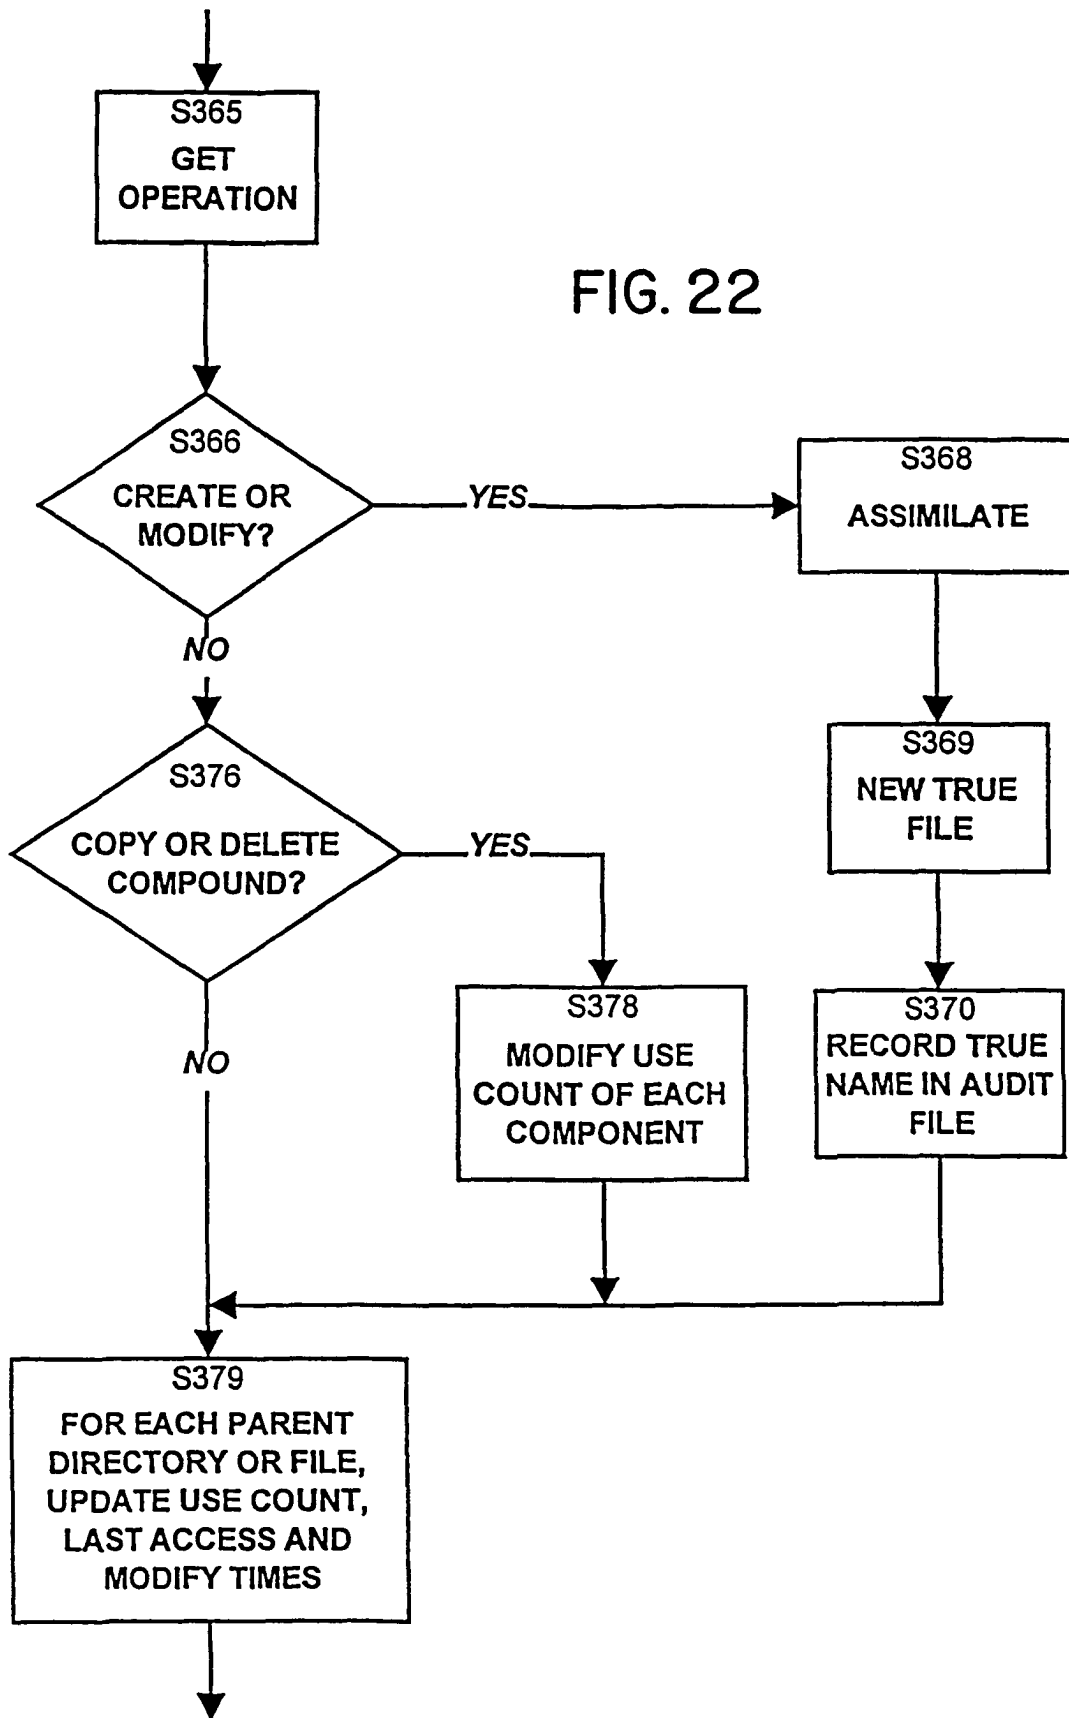 S365
GET
OPERATION
FIG. 22
S366
CREATE OR
MODIFY?
YES
S368
ASSIMILATE
NO
S369
NEW TRUE
FILE
S376
COPY OR DELETE
COMPOUND?
YES
S378
MODIFY USE
COUNT OF EACH
COMPONENT
S370
RECORD TRUE
NAME IN AUDIT
FILE
NO
S379
FOR EACH PARENT
DIRECTORY OR FILE,
UPDATE USE COUNT,
LAST ACCESS AND
MODIFY TIMES